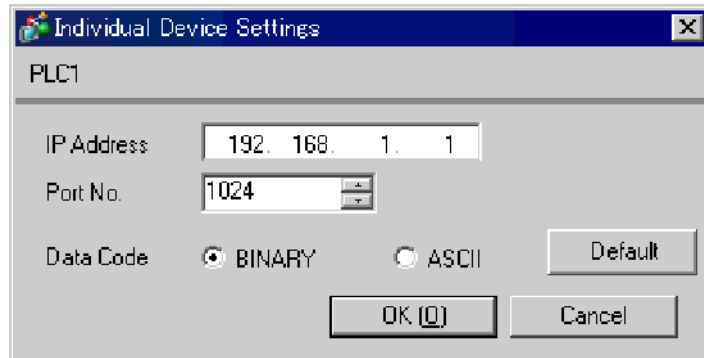 Individual Device Settings
PLC1
IP Address 192. 168. 1. 1
Port No. 1024
Data Code BINARY ASCII Default
OK (O) Cancel